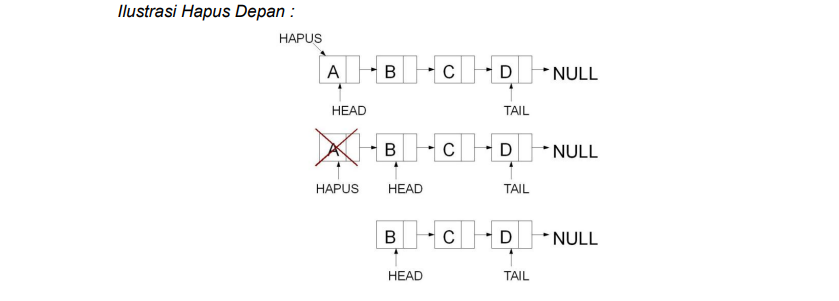 Ilustrasi Hapus Depan :
HAPUS
A B C D NULL
HEAD TAIL
A B C D NULL
HAPUS HEAD TAIL
B C D NULL
HEAD TAIL